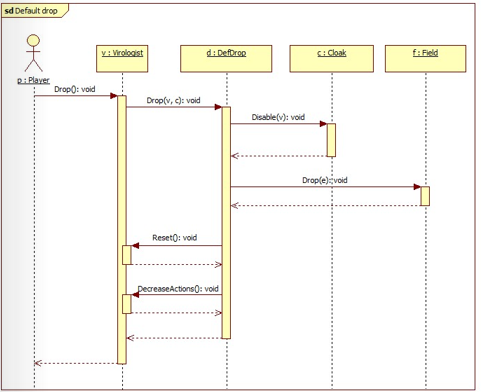 sd Default drop
v : Virologist
d : DefDrop
c : Cloak
f : Field
p : Player
Drop(): void
Drop(v, c): void
Disable(v): void
Drop(e): void
Reset(): void
DecreaseActions(): void